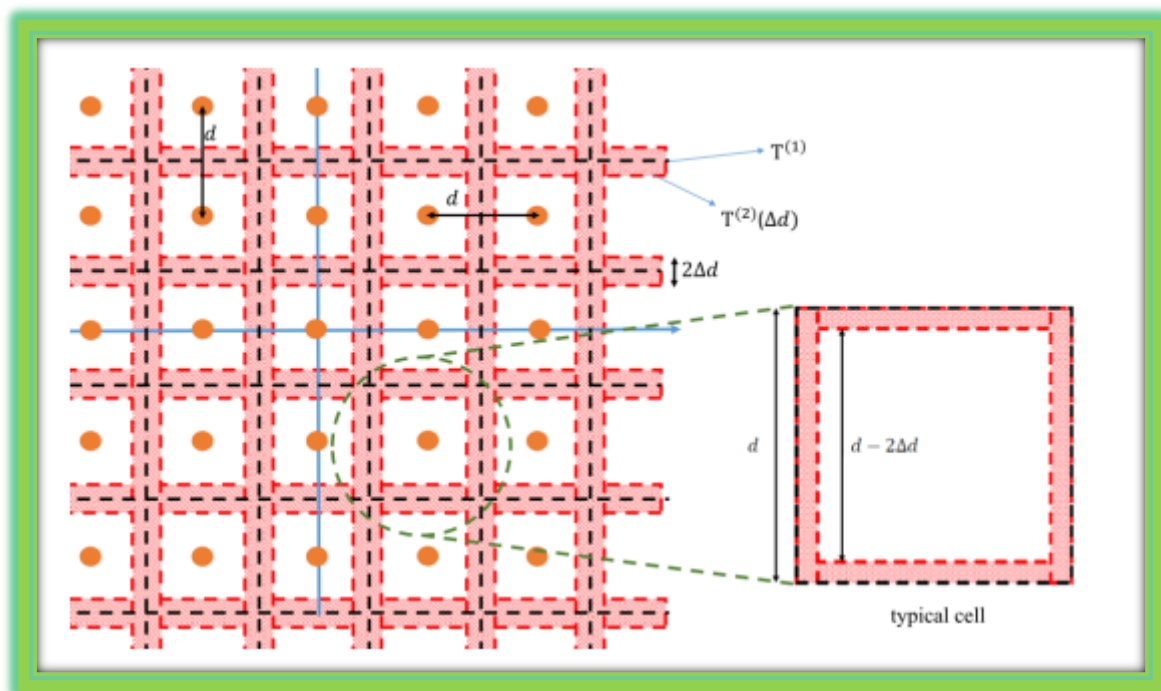 d
T⁽¹⁾
d
T⁽²⁾(Δd)
2Δd
d
d − 2Δd
typical cell